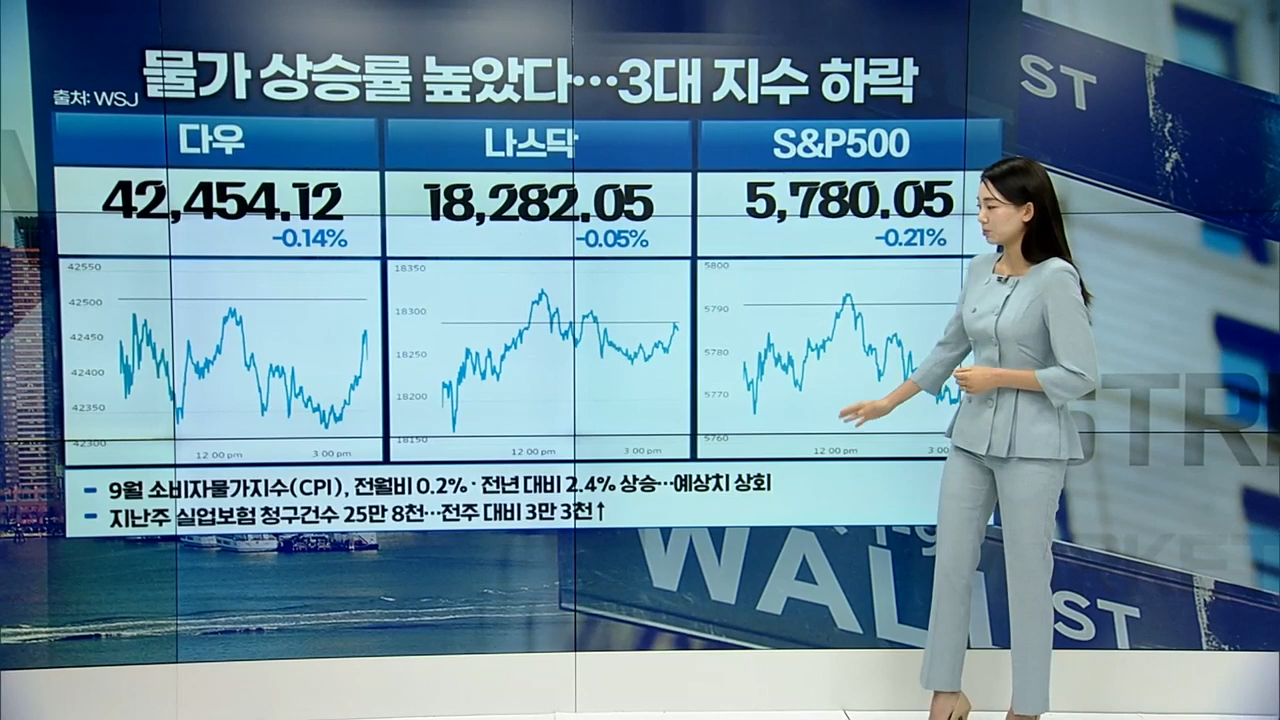 물가 상승률 높았다…3대 지수 하락
출처: WSJ
다우
나스닥
S&P500
42,454.12
18,282.05
5,780.05
-0.14%
-0.05%
-0.21%
42550
42500
42450
42400
42350
42300
12 00 pm
3 00 pm
18350
18300
18250
18200
18150
12 00 pm
3 00 pm
5800
5790
5780
5770
5760
12 00 pm
- 9월 소비자물가지수(CPI), 전월비 0.2%·전년 대비 2.4% 상승…예상치 상회
- 지난주 실업보험 청구건수 25만 8천…전주 대비 3만 3천↑
ST
WALL
ST